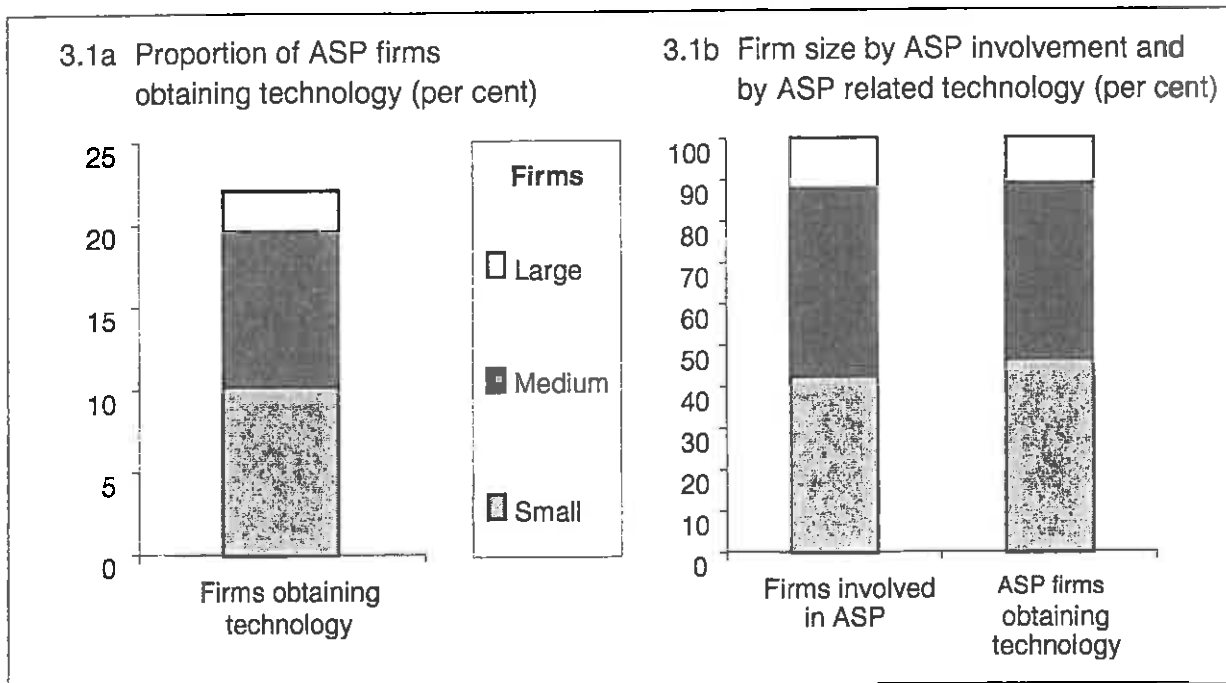 3.1a Proportion of ASP firms
obtaining technology (per cent)
25
20
15
10
5
0
Firms obtaining
technology
Firms
Large
Medium
Small
3.1b Firm size by ASP involvement and
by ASP related technology (per cent)
100
90
80
70
60
50
40
30
20
10
0
Firms involved
in ASP
ASP firms
obtaining
technology